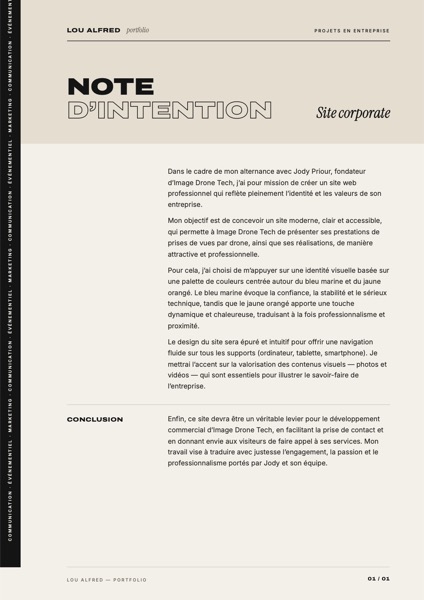 LOU ALFRED portfolio
PROJETS EN ENTREPRISE
NOTE
D'INTENTION
Site corporate
Dans le cadre de mon alternance avec Jody Priour, fondateur
d'Image Drone Tech, j'ai pour mission de créer un site web
professionnel qui reflète pleinement l'identité et les valeurs de son
entreprise.
Mon objectif est de concevoir un site moderne, clair et accessible,
qui permette à Image Drone Tech de présenter ses prestations de
prises de vues par drone, ainsi que ses réalisations, de manière
attractive et professionnelle.
Pour cela, j'ai choisi de m'appuyer sur une identité visuelle basée sur
une palette de couleurs centrée autour du bleu marine et du jaune
orangé. Le bleu marine évoque la confiance, la stabilité et le sérieux
technique, tandis que le jaune orangé apporte une touche
dynamique et chaleureuse, traduisant à la fois professionnalisme et
proximité.
Le design du site sera épuré et intuitif pour offrir une navigation
fluide sur tous les supports (ordinateur, tablette, smartphone). Je
mettrai l'accent sur la valorisation des contenus visuels — photos et
vidéos — qui sont essentiels pour illustrer le savoir-faire de
l'entreprise.
CONCLUSION
Enfin, ce site devra être un véritable levier pour le développement
commercial d'Image Drone Tech, en facilitant la prise de contact et
en donnant envie aux visiteurs de faire appel à ses services. Mon
travail vise à traduire avec justesse l'engagement, la passion et le
professionnalisme portés par Jody et son équipe.
LOU ALFRED — PORTFOLIO
01 / 01
COMMUNICATION · ÉVÉNEMENTIEL · MARKETING · COMMUNICATION · ÉVÉNEMENTIEL · MARKETING · COMMUNICATION · ÉVÉNEMENTIEL · MARKETING · COMMUNICATION · ÉVÉNEMENTIEL · MARKETING · COMMUNICATION · ÉVÉNEMENT